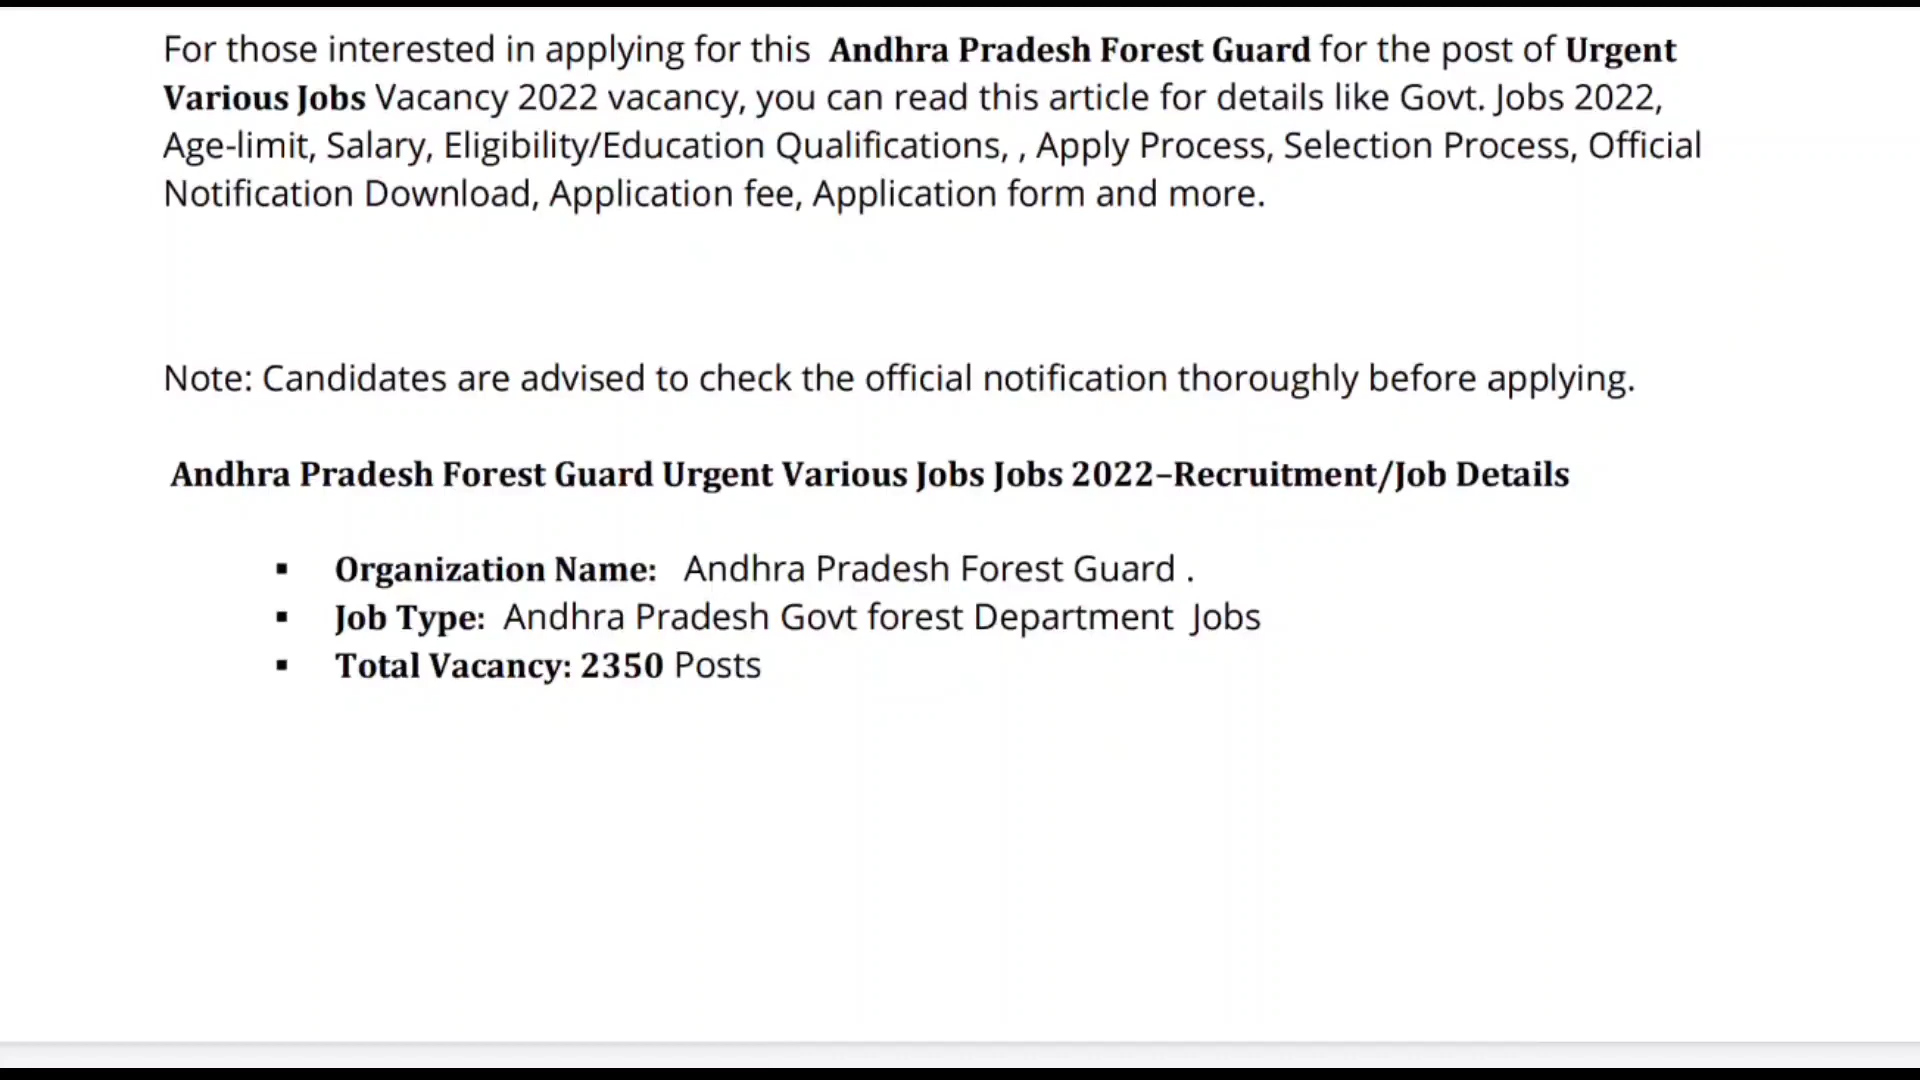 For those interested in applying for this Andhra Pradesh Forest Guard for the post of Urgent
Various Jobs Vacancy 2022 vacancy, you can read this article for details like Govt. Jobs 2022,
Age-limit, Salary, Eligibility/Education Qualifications, , Apply Process, Selection Process, Official
Notification Download, Application fee, Application form and more.
Note: Candidates are advised to check the official notification thoroughly before applying.
Andhra Pradesh Forest Guard Urgent Various Jobs Jobs 2022–Recruitment/Job Details
▪ Organization Name: Andhra Pradesh Forest Guard .
▪ Job Type: Andhra Pradesh Govt forest Department Jobs
▪ Total Vacancy: 2350 Posts